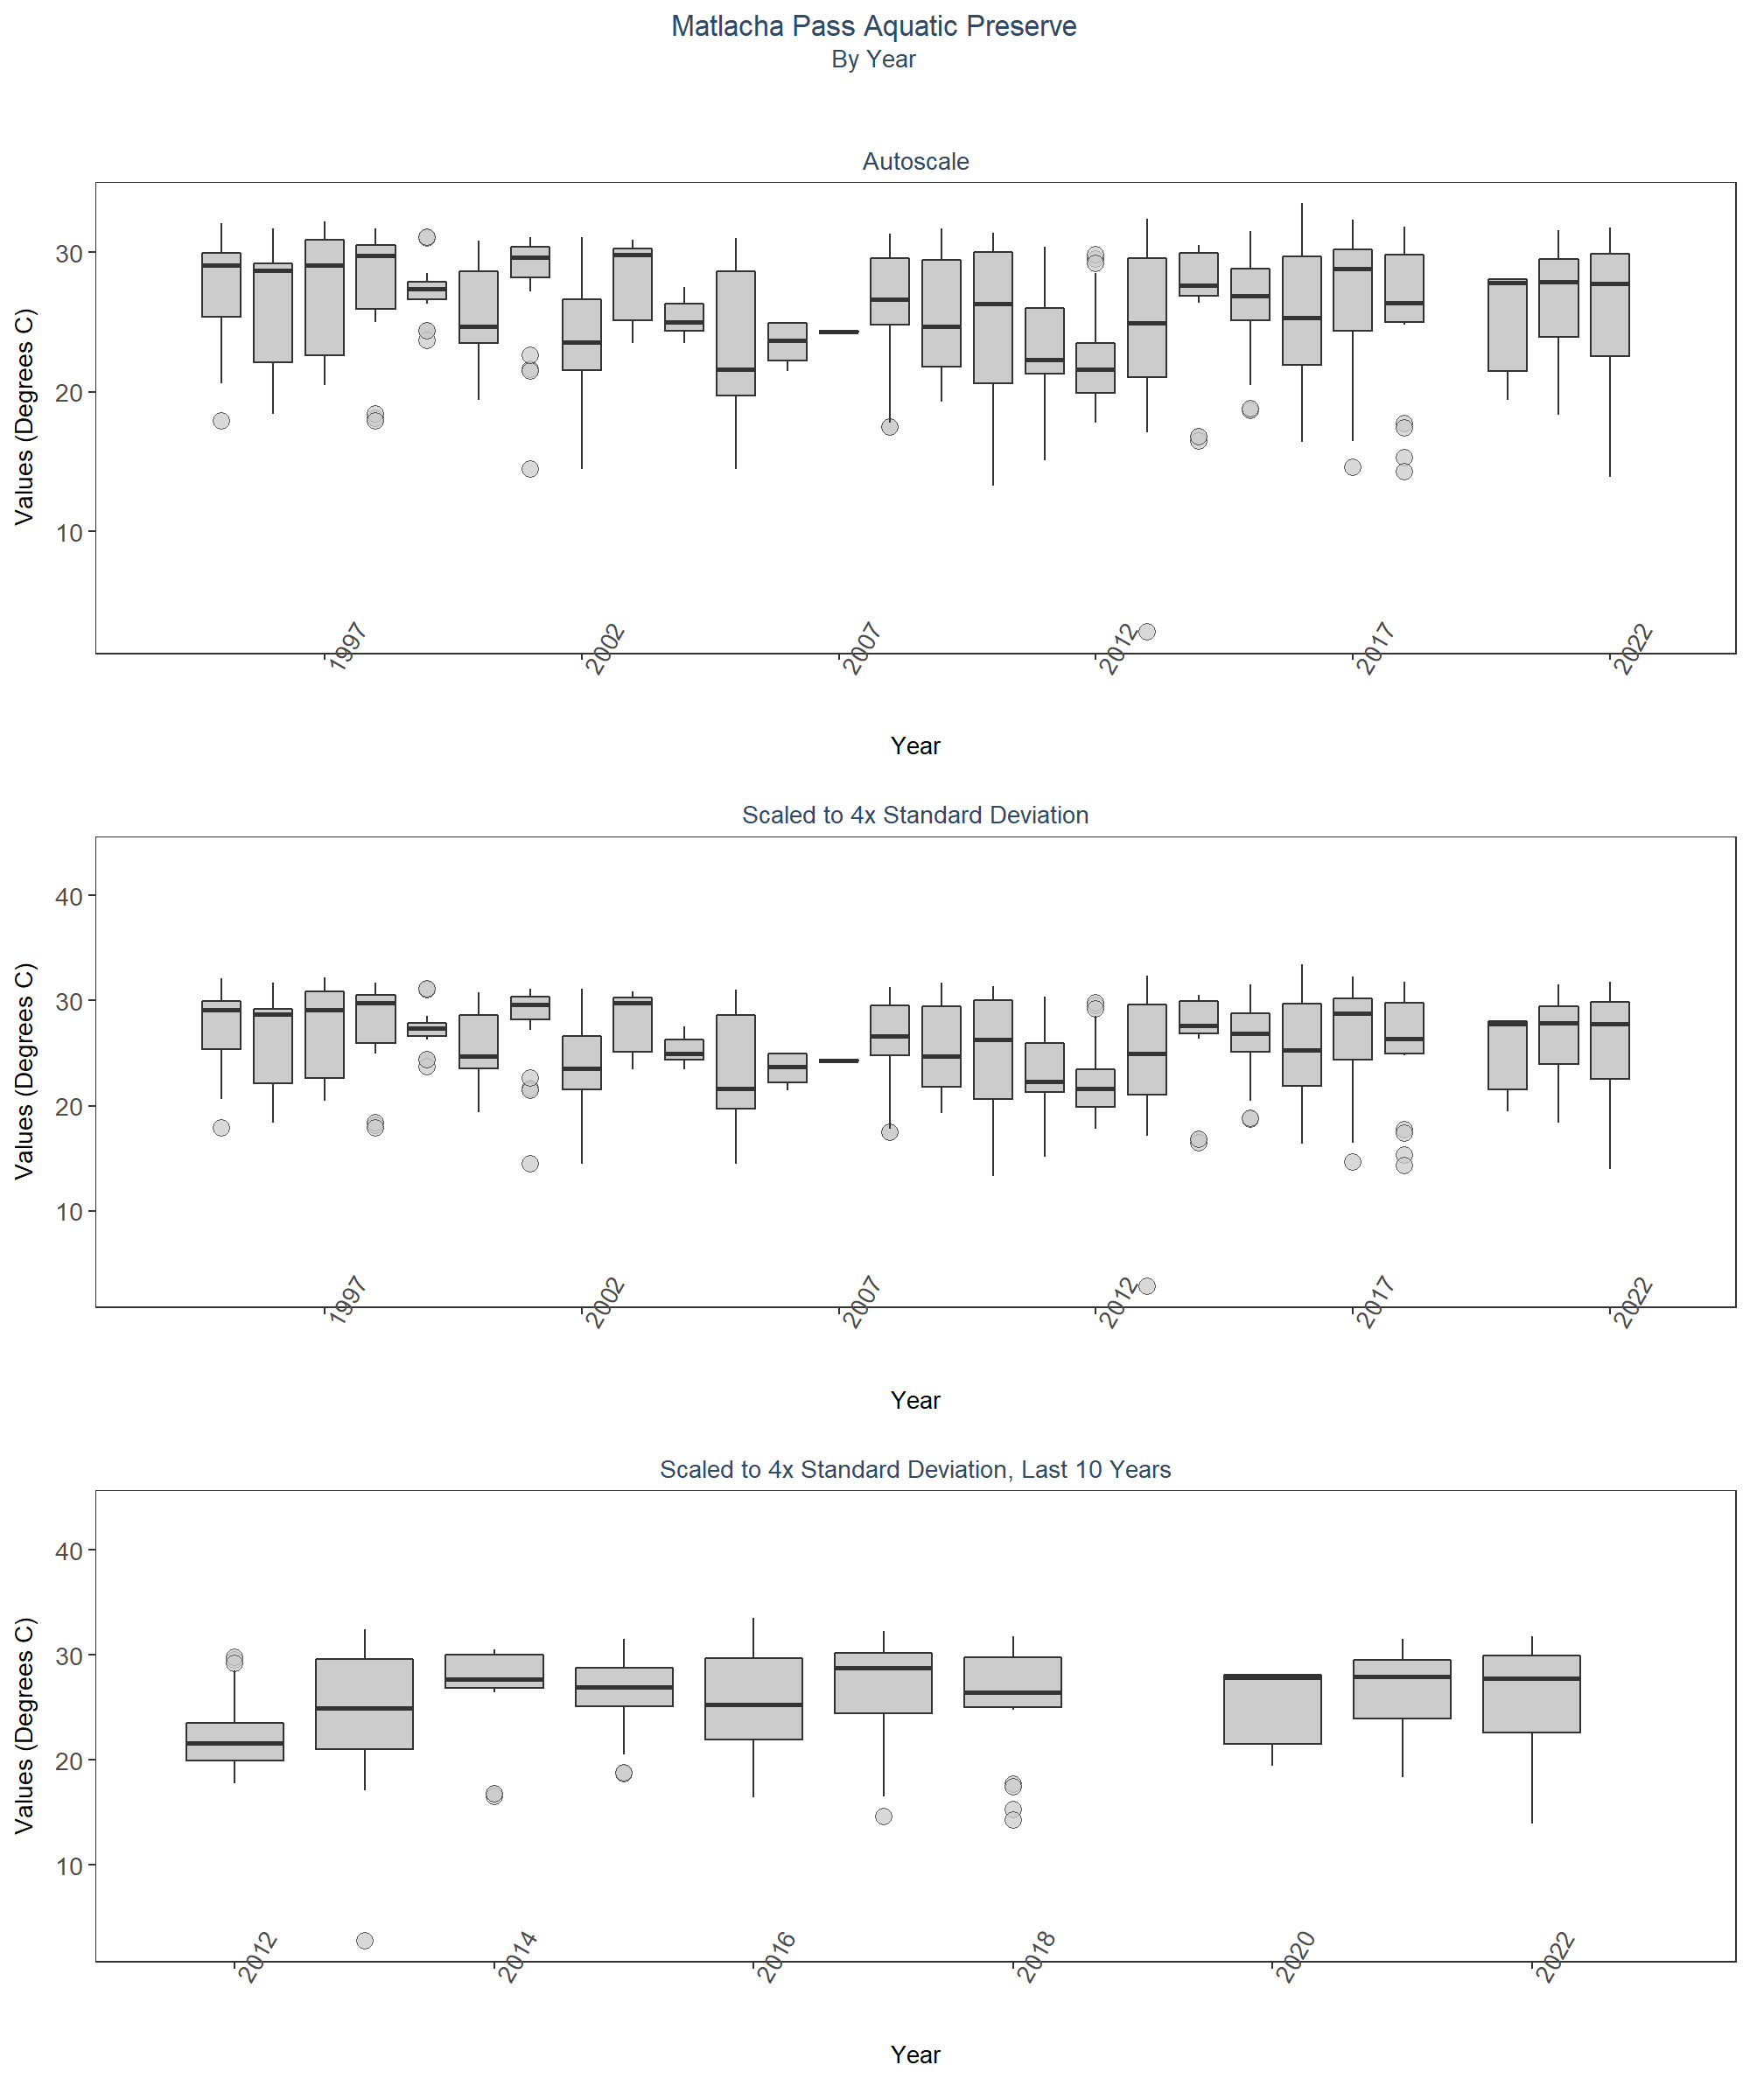 Matlacha Pass Aquatic Preserve
By Year
Autoscale
Values (Degrees C)
30
20
10
1997
2002
2007
2012
2017
2022
Year
Scaled to 4x Standard Deviation
Values (Degrees C)
40
30
20
10
1997
2002
2007
2012
2017
2022
Year
Scaled to 4x Standard Deviation, Last 10 Years
Values (Degrees C)
40
30
20
10
2012
2014
2016
2018
2020
2022
Year